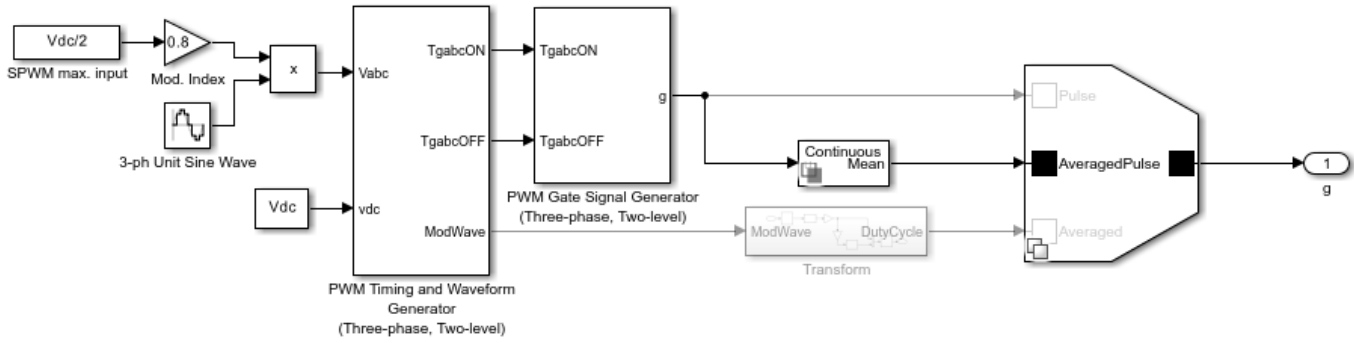 Vdc/2
SPWM max. input
0.8
Mod. Index
x
3-ph Unit Sine Wave
Vdc
Vabc
vdc
TgabcON
TgabcOFF
ModWave
PWM Timing and Waveform
Generator
(Three-phase, Two-level)
TgabcON
TgabcOFF
g
PWM Gate Signal Generator
(Three-phase, Two-level)
Continuous
Mean
ModWave
DutyCycle
Transform
Pulse
AveragedPulse
Averaged
1
g